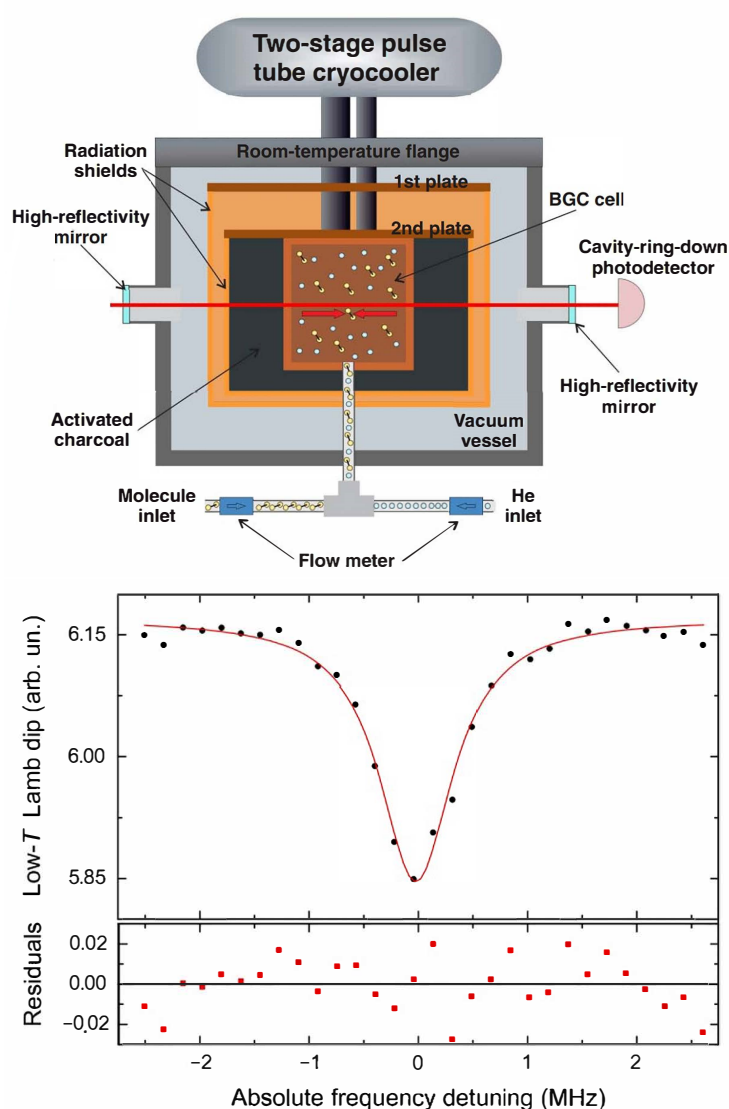 Two-stage pulse
tube cryocooler
Radiation
shields
Room-temperature flange
1st plate
BGC cell
High-reflectivity
mirror
2nd plate
Cavity-ring-down
photodetector
Activated
charcoal
Vacuum
vessel
High-reflectivity
mirror
Molecule
inlet
He
inlet
Flow meter
Low-T Lamb dip (arb. un.)
6.15
6.00
5.85
Residuals
0.02
0.00
−0.02
−2 −1 0 1 2
Absolute frequency detuning (MHz)